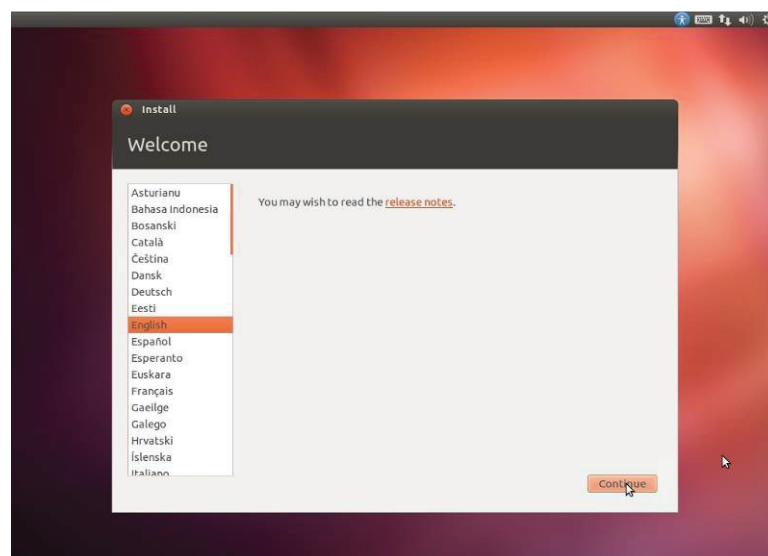 Install
Welcome
Asturianu
Bahasa Indonesia
Bosanski
Català
Čeština
Dansk
Deutsch
Eesti
English
Español
Esperanto
Euskara
Français
Gaeilge
Galego
Hrvatski
Íslenska
Italiano
You may wish to read the release notes.
Continue